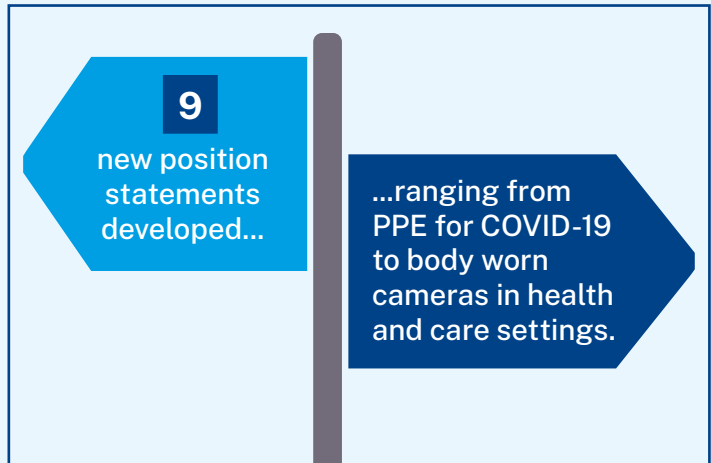 9
new position
statements
developed...
...ranging from
PPE for COVID-19
to body worn
cameras in health
and care settings.